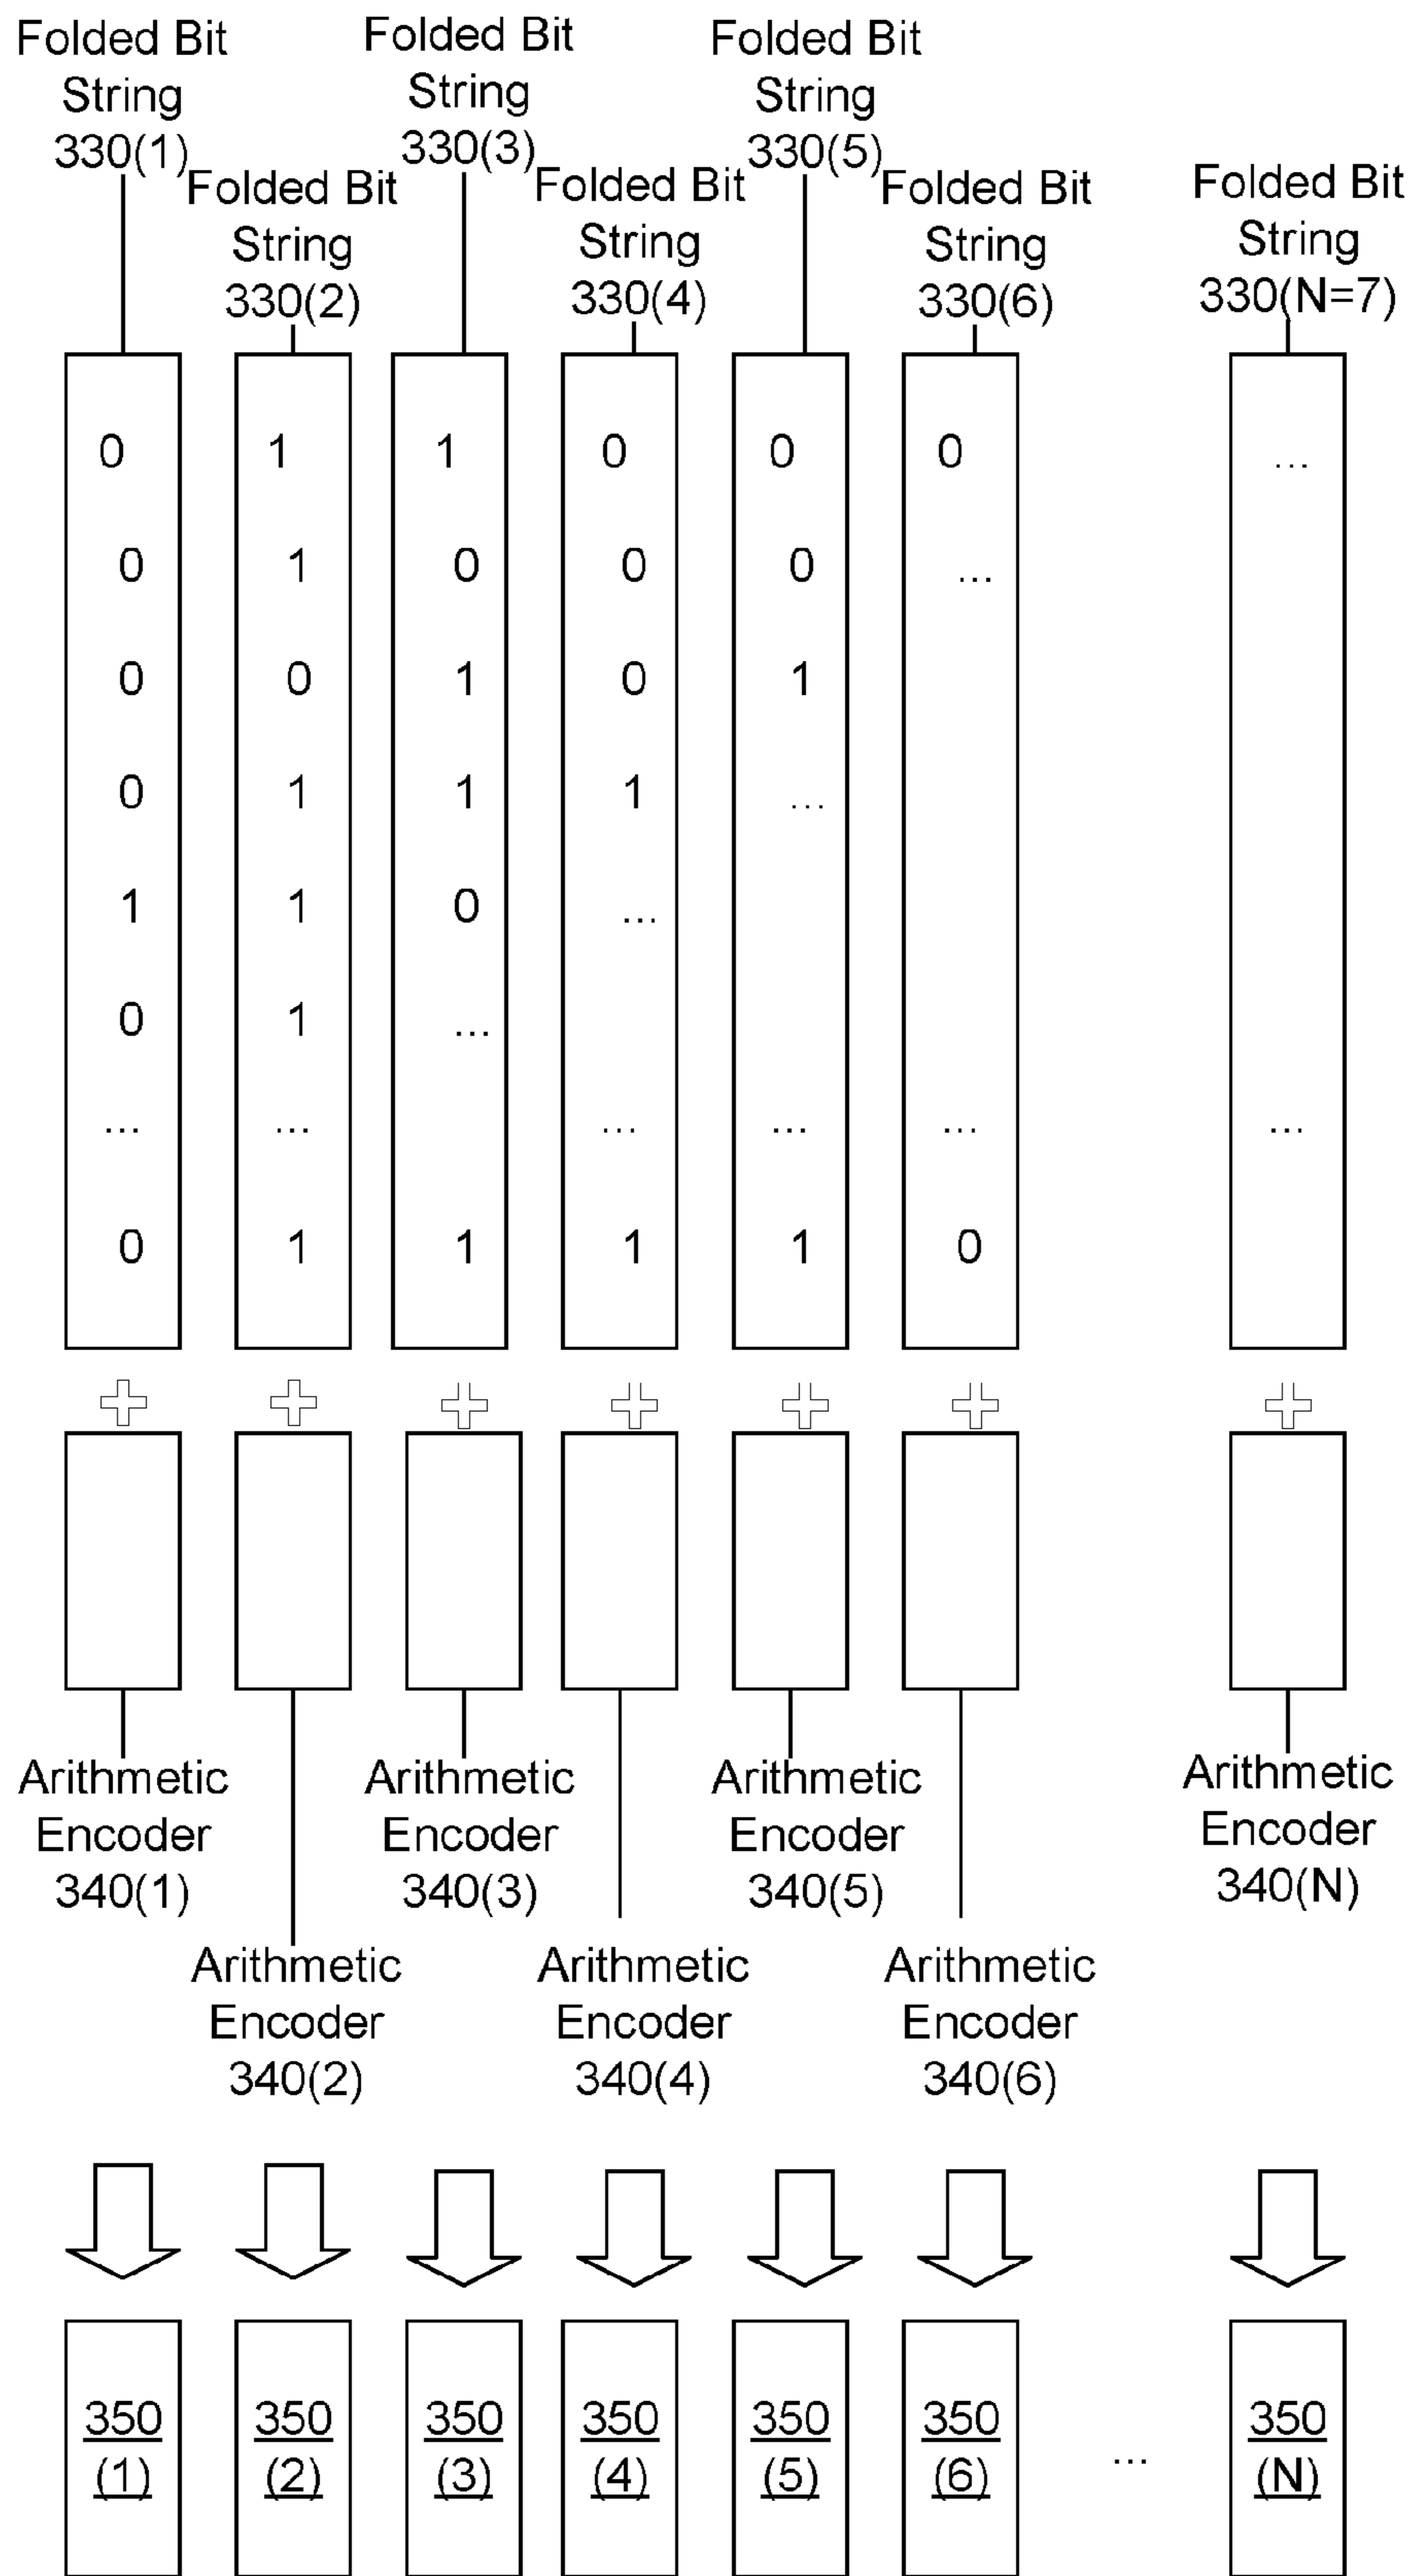 Folded Bit
String
330(1)
Folded Bit
String
330(3)
Folded Bit
String
330(5)
Folded Bit
String
330(2)
Folded Bit
String
330(4)
Folded Bit
String
330(6)
Folded Bit
String
330(N=7)
0 1 1 0 0 0 ...
0 1 0 0 0 ...
0 0 1 0 1
0 1 1 1 ...
1 1 0 ...
0 1 ...
... ... ... ... ... ...
0 1 1 1 1 0
Arithmetic
Encoder
340(1)
Arithmetic
Encoder
340(3)
Arithmetic
Encoder
340(5)
Arithmetic
Encoder
340(N)
Arithmetic
Encoder
340(2)
Arithmetic
Encoder
340(4)
Arithmetic
Encoder
340(6)
350
(1)
350
(2)
350
(3)
350
(4)
350
(5)
350
(6)
...
350
(N)